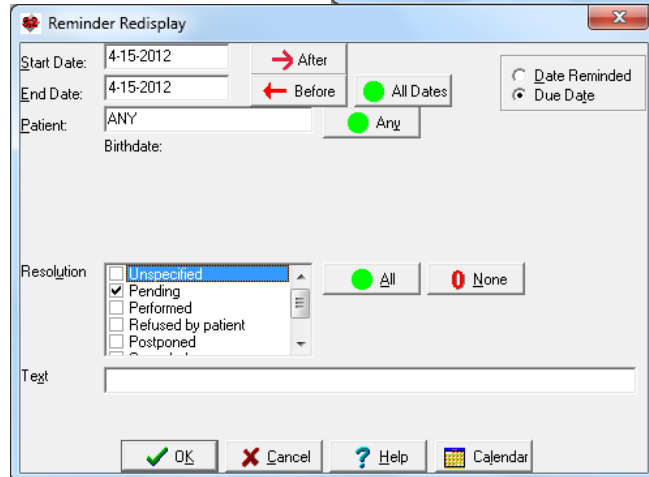 Reminder Redisplay
Start Date: 4-15-2012 After
End Date: 4-15-2012 Before All Dates
Date Reminded
Due Date
Patient: ANY Any
Birthdate:
Resolution Unspecified All None
Pending
Performed
Refused by patient
Postponed
Text
OK Cancel Help Calendar